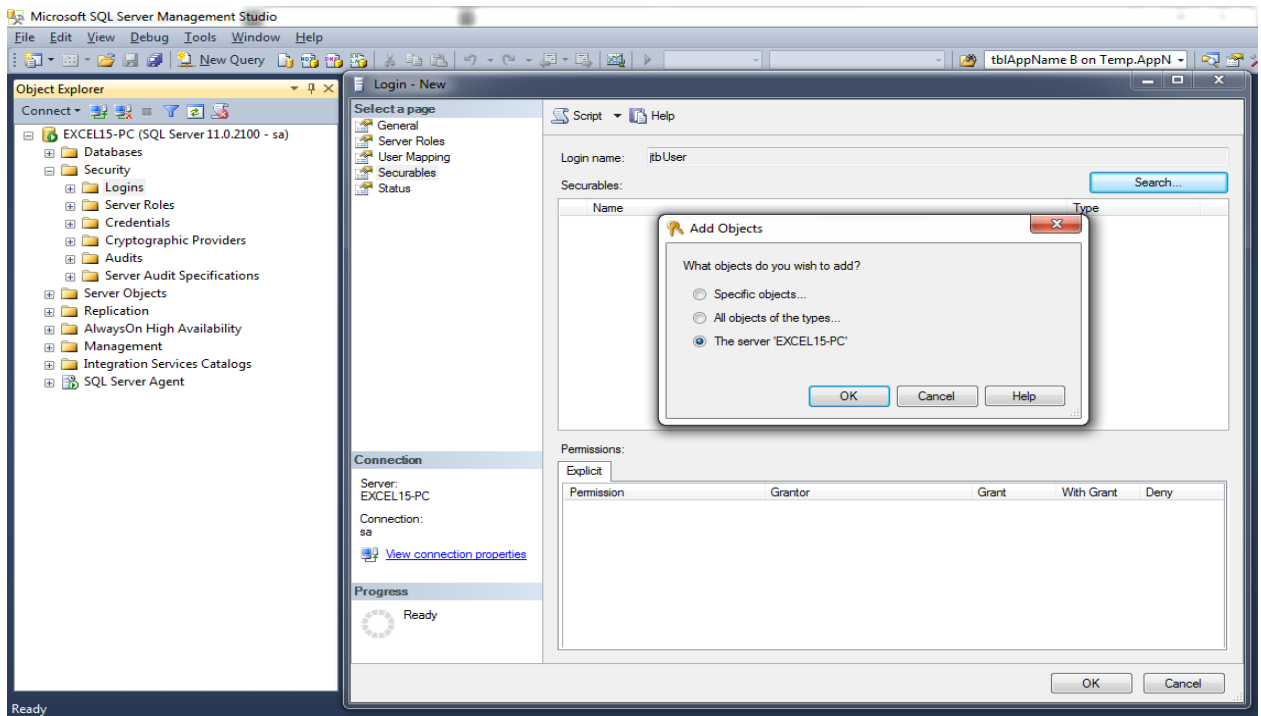 Microsoft SQL Server Management Studio
File Edit View Debug Tools Window Help
New Query tblAppName B on Temp.AppN
Object Explorer
Connect
EXCEL15-PC (SQL Server 11.0.2100 - sa)
Databases
Security
Logins
Server Roles
Credentials
Cryptographic Providers
Audits
Server Audit Specifications
Server Objects
Replication
AlwaysOn High Availability
Management
Integration Services Catalogs
SQL Server Agent
Login - New
Select a page
General
Server Roles
User Mapping
Securables
Status
Connection
Server:
EXCEL15-PC
Connection:
sa
View connection properties
Progress
Ready
Script Help
Login name: jtbUser
Securables: Search...
Name Type
Add Objects
What objects do you wish to add?
Specific objects...
All objects of the types...
The server 'EXCEL15-PC'
OK Cancel Help
Permissions:
Explicit
Permission Grantor Grant With Grant Deny
OK Cancel
Ready